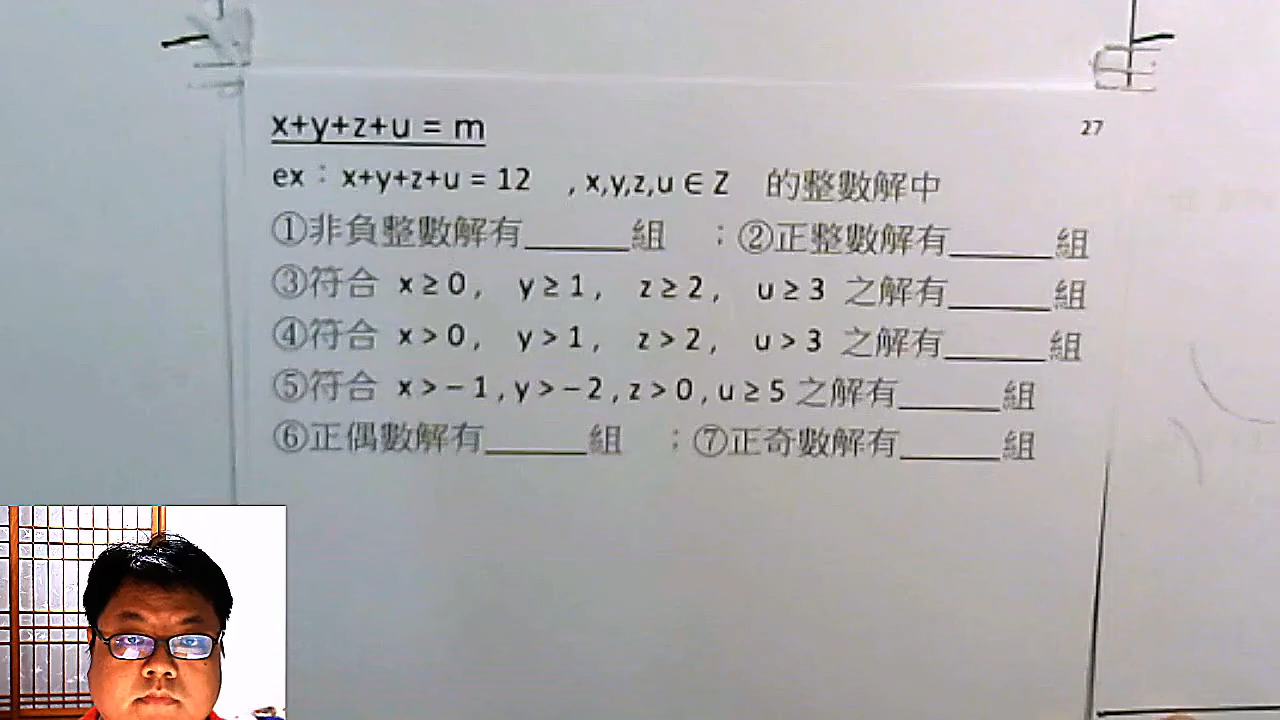 x+y+z+u = m
27
ex：x+y+z+u = 12 , x,y,z,u ∈ Z 的整數解中
①非負整數解有______組 ；②正整數解有______組
③符合 x ≥ 0 , y ≥ 1 , z ≥ 2 , u ≥ 3 之解有______組
④符合 x > 0 , y > 1 , z > 2 , u > 3 之解有______組
⑤符合 x > − 1 , y > − 2 , z > 0 , u ≥ 5 之解有______組
⑥正偶數解有______組 ；⑦正奇數解有______組